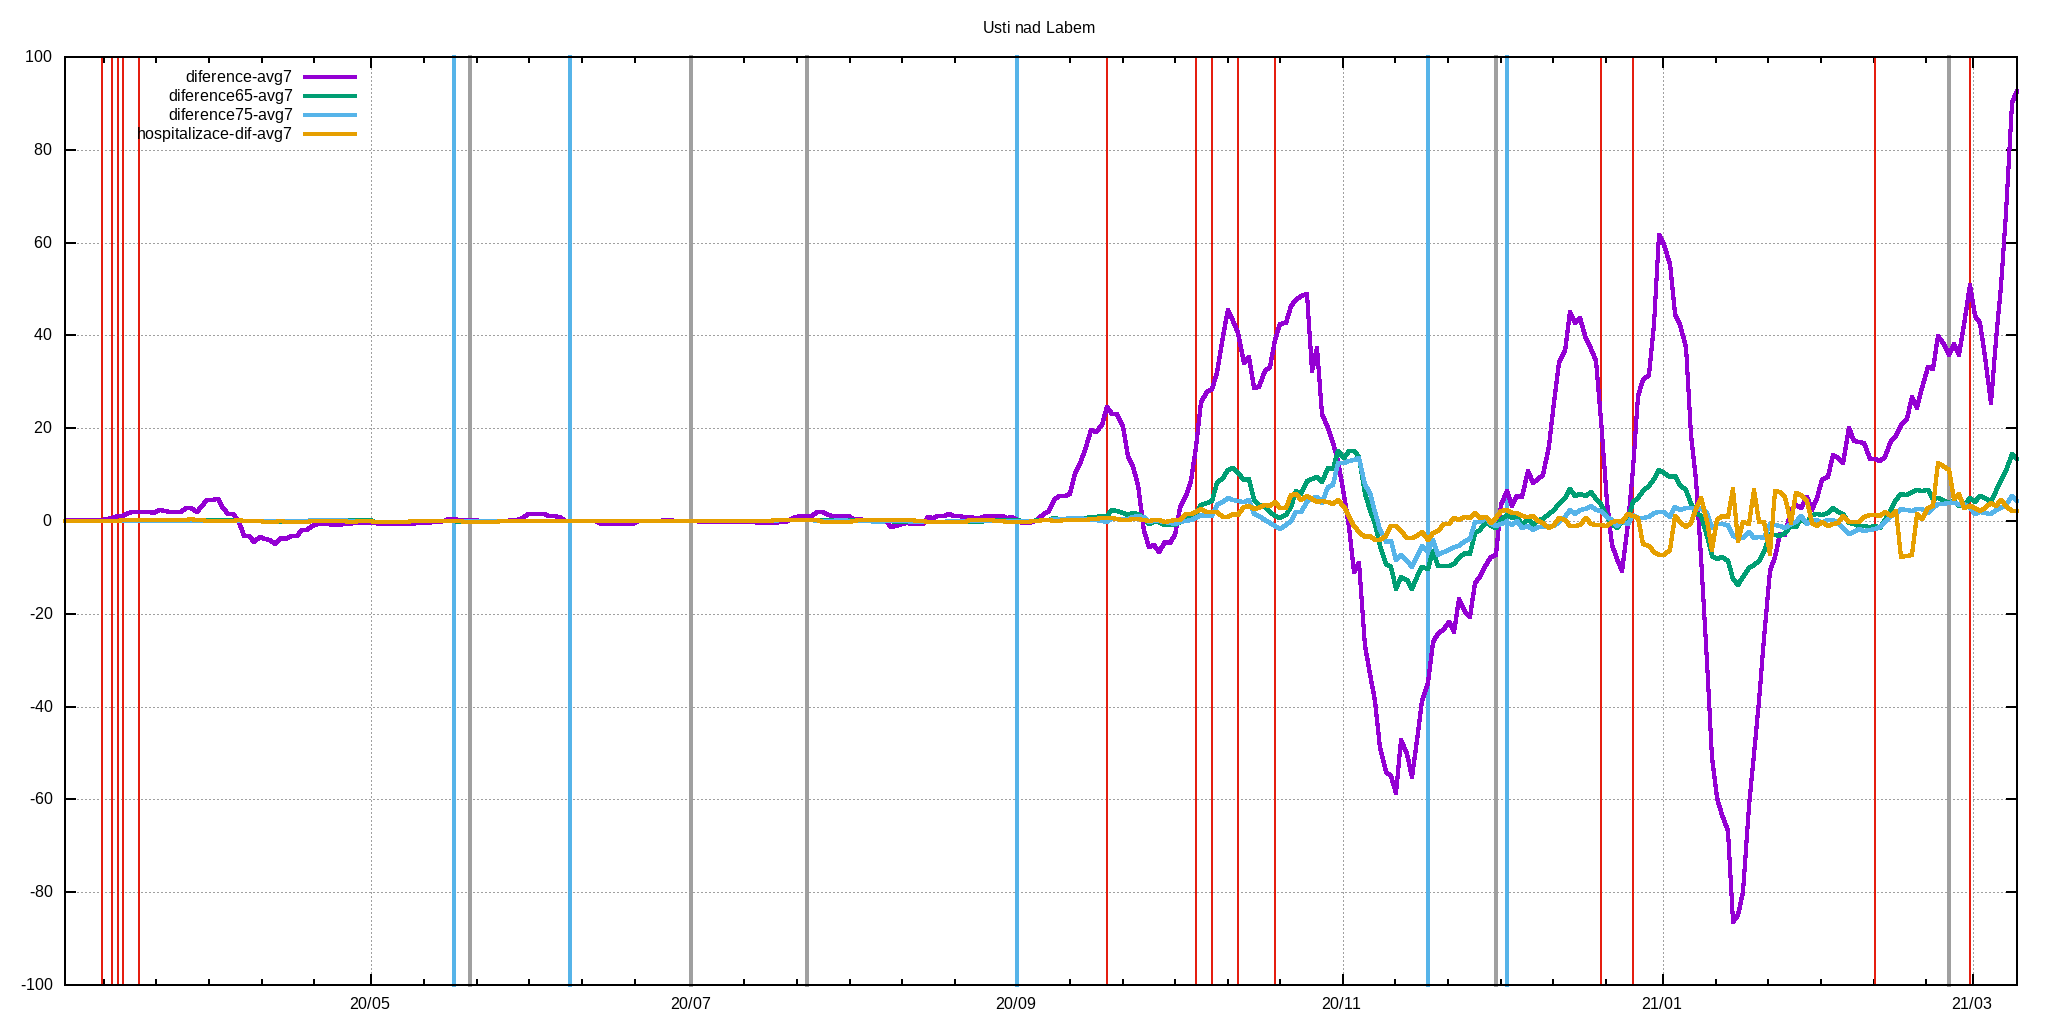 Usti nad Labem
100
80
60
40
20
0
-20
-40
-60
-80
-100
diference-avg7
diference65-avg7
diference75-avg7
hospitalizace-dif-avg7
20/05 20/07 20/09 20/11 21/01 21/03